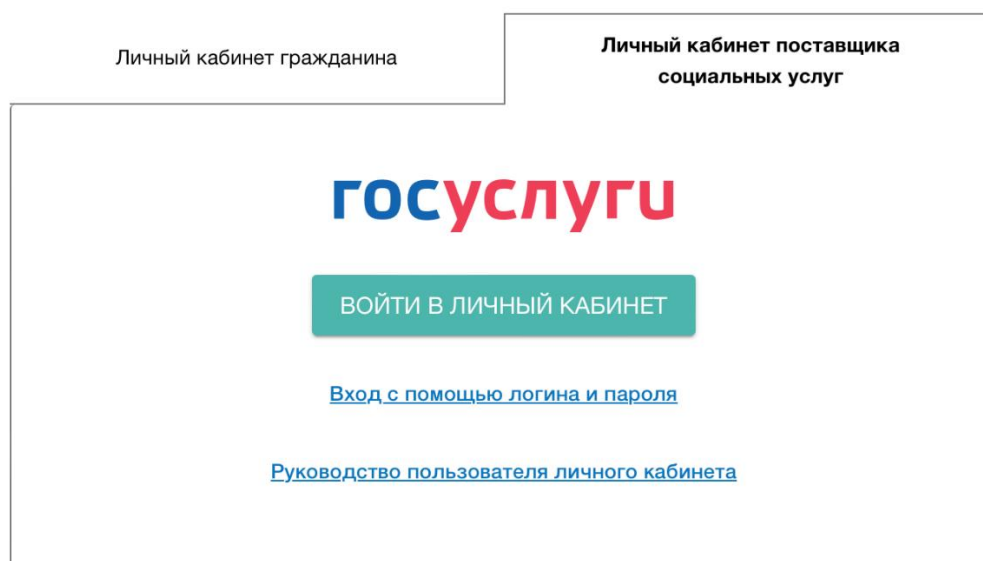 Личный кабинет гражданина
Личный кабинет поставщика
социальных услуг
госуслуги
ВОЙТИ В ЛИЧНЫЙ КАБИНЕТ
Вход с помощью логина и пароля
Руководство пользователя личного кабинета